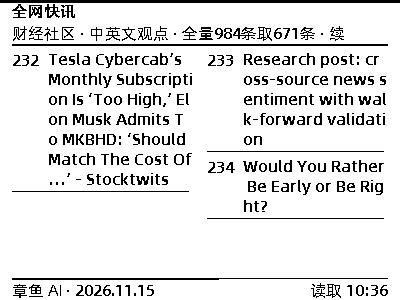 全网快讯
财经社区 · 中英文观点 · 全量984条取671条 · 续
232 Tesla Cybercab's
Monthly Subscripti
on Is ‘Too High,’ El
on Musk Admits T
o MKBHD: ‘Should
Match The Cost Of
…’ - Stocktwits
233 Research post: cr
oss-source news s
entiment with wal
k-forward validati
on
234 Would You Rather
Be Early or Be Rig
ht?
章鱼 AI · 2026.11.15
读取 10:36